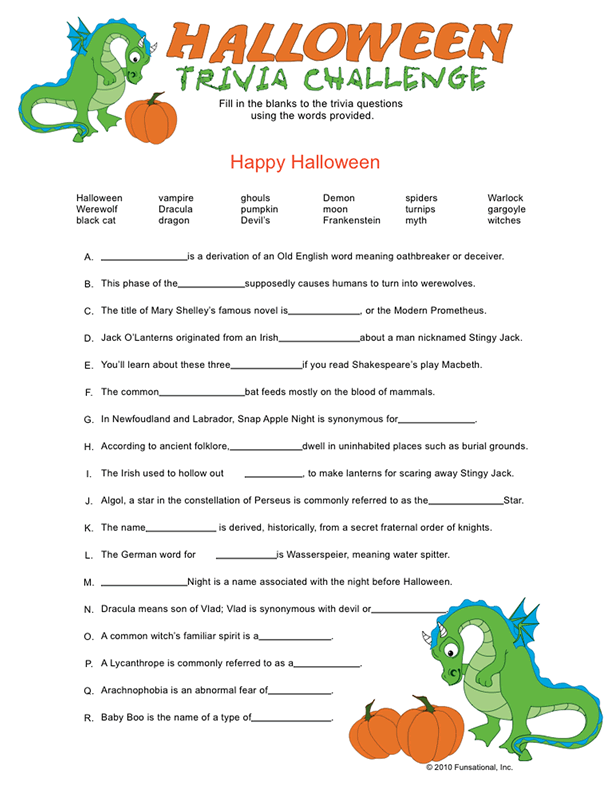 HALLOWEEN
TRIVIA CHALLENGE
Fill in the blanks to the trivia questions
using the words provided.
Happy Halloween
Halloween vampire ghouls Demon spiders Warlock
Werewolf Dracula pumpkin moon turnips gargoyle
black cat dragon Devil's Frankenstein myth witches
A. ________________is a derivation of an Old English word meaning oathbreaker or deceiver.
B. This phase of the____________supposedly causes humans to turn into werewolves.
C. The title of Mary Shelley's famous novel is_____________, or the Modern Prometheus.
D. Jack O'Lanterns originated from an Irish_______________about a man nicknamed Stingy Jack.
E. You'll learn about these three_____________if you read Shakespeare's play Macbeth.
F. The common________________bat feeds mostly on the blood of mammals.
G. In Newfoudland and Labrador, Snap Apple Night is synonymous for______________.
H. According to ancient folklore,_____________dwell in uninhabited places such as burial grounds.
I. The Irish used to hollow out ___________, to make lanterns for scaring away Stingy Jack.
J. Algol, a star in the constellation of Perseus is commonly referred to as the______________Star.
K. The name_____________ is derived, historically, from a secret fraternal order of knights.
L. The German word for ___________is Wasserspeier, meaning water spitter.
M. ________________Night is a name associated with the night before Halloween.
N. Dracula means son of Vlad; Vlad is synonymous with devil or______________.
O. A common witch's familiar spirit is a_____________.
P. A Lycanthrope is commonly referred to as a____________.
Q. Arachnophobia is an abnormal fear of____________.
R. Baby Boo is the name of a type of______________.
© 2010 Funsational, Inc.